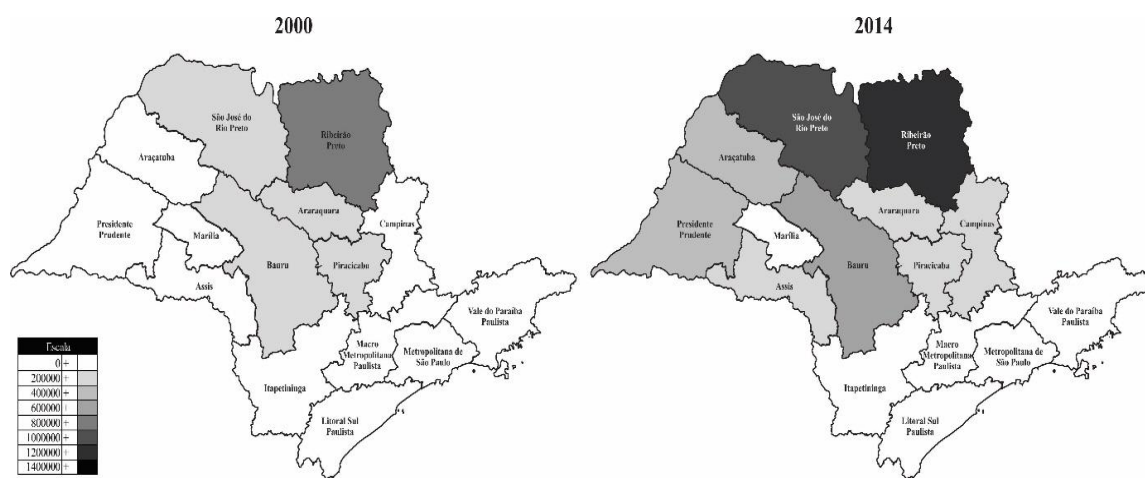 2000
São José do
Rio Preto
Ribeirão
Preto
Araçatuba
Araraquara
Presidente
Prudente
Marília
Campinas
Bauru
Piracicaba
Assis
Vale do Paraíba
Paulista
Macro
Metropolitana
Paulista
Metropolitana de
São Paulo
Itapetininga
Litoral Sul
Paulista
Escala
0 +
200000 +
400000 +
600000 +
800000 +
1000000 +
1200000 +
1400000 +
2014
São José do
Rio Preto
Ribeirão
Preto
Araçatuba
Araraquara
Campinas
Presidente
Prudente
Marília
Bauru
Piracicaba
Assis
Vale do Paraíba
Paulista
Macro
Metropolitana
Paulista
Metropolitana de
São Paulo
Itapetininga
Litoral Sul
Paulista